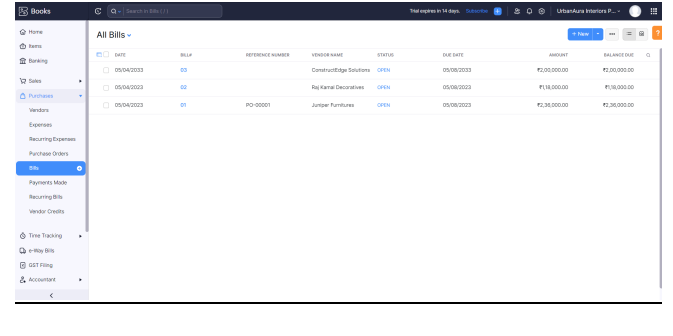 Books
Search in Bills ( / )
Trial expires in 14 days. Subscribe
UrbanAura Interiors P...
Home
Items
Banking
Sales
Purchases
Vendors
Expenses
Recurring Expenses
Purchase Orders
Bills
Payments Made
Recurring Bills
Vendor Credits
Time Tracking
e-Way Bills
GST Filing
Accountant
All Bills
+ New
?
DATE BILL# REFERENCE NUMBER VENDOR NAME STATUS DUE DATE AMOUNT BALANCE DUE
05/04/2033 03 ConstructEdge Solutions OPEN 05/08/2033 ₹2,00,000.00 ₹2,00,000.00
05/04/2023 02 Raj Kamal Decoratives OPEN 05/08/2023 ₹1,18,000.00 ₹1,18,000.00
05/04/2023 01 PO-00001 Juniper Furnitures OPEN 05/08/2023 ₹2,36,000.00 ₹2,36,000.00